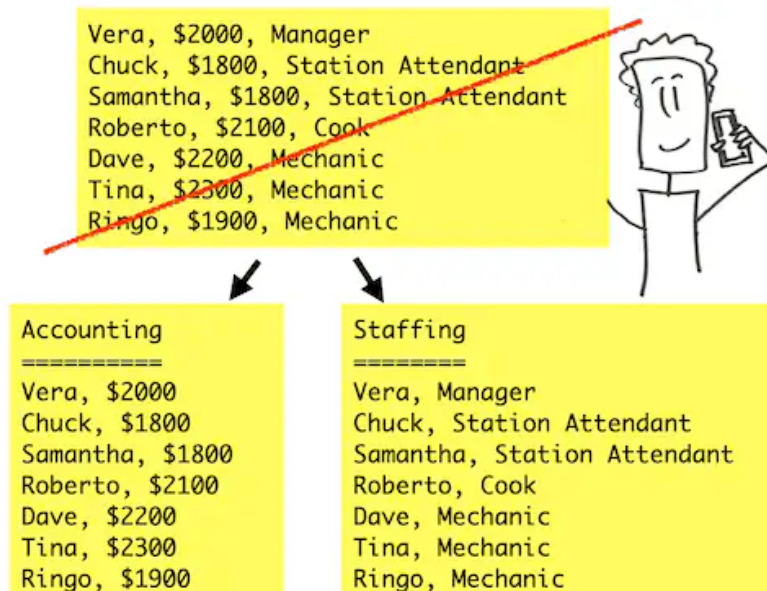 Vera, $2000, Manager
Chuck, $1800, Station Attendant
Samantha, $1800, Station Attendant
Roberto, $2100, Cook
Dave, $2200, Mechanic
Tina, $2300, Mechanic
Ringo, $1900, Mechanic
Accounting
==========
Vera, $2000
Chuck, $1800
Samantha, $1800
Roberto, $2100
Dave, $2200
Tina, $2300
Ringo, $1900
Staffing
========
Vera, Manager
Chuck, Station Attendant
Samantha, Station Attendant
Roberto, Cook
Dave, Mechanic
Tina, Mechanic
Ringo, Mechanic